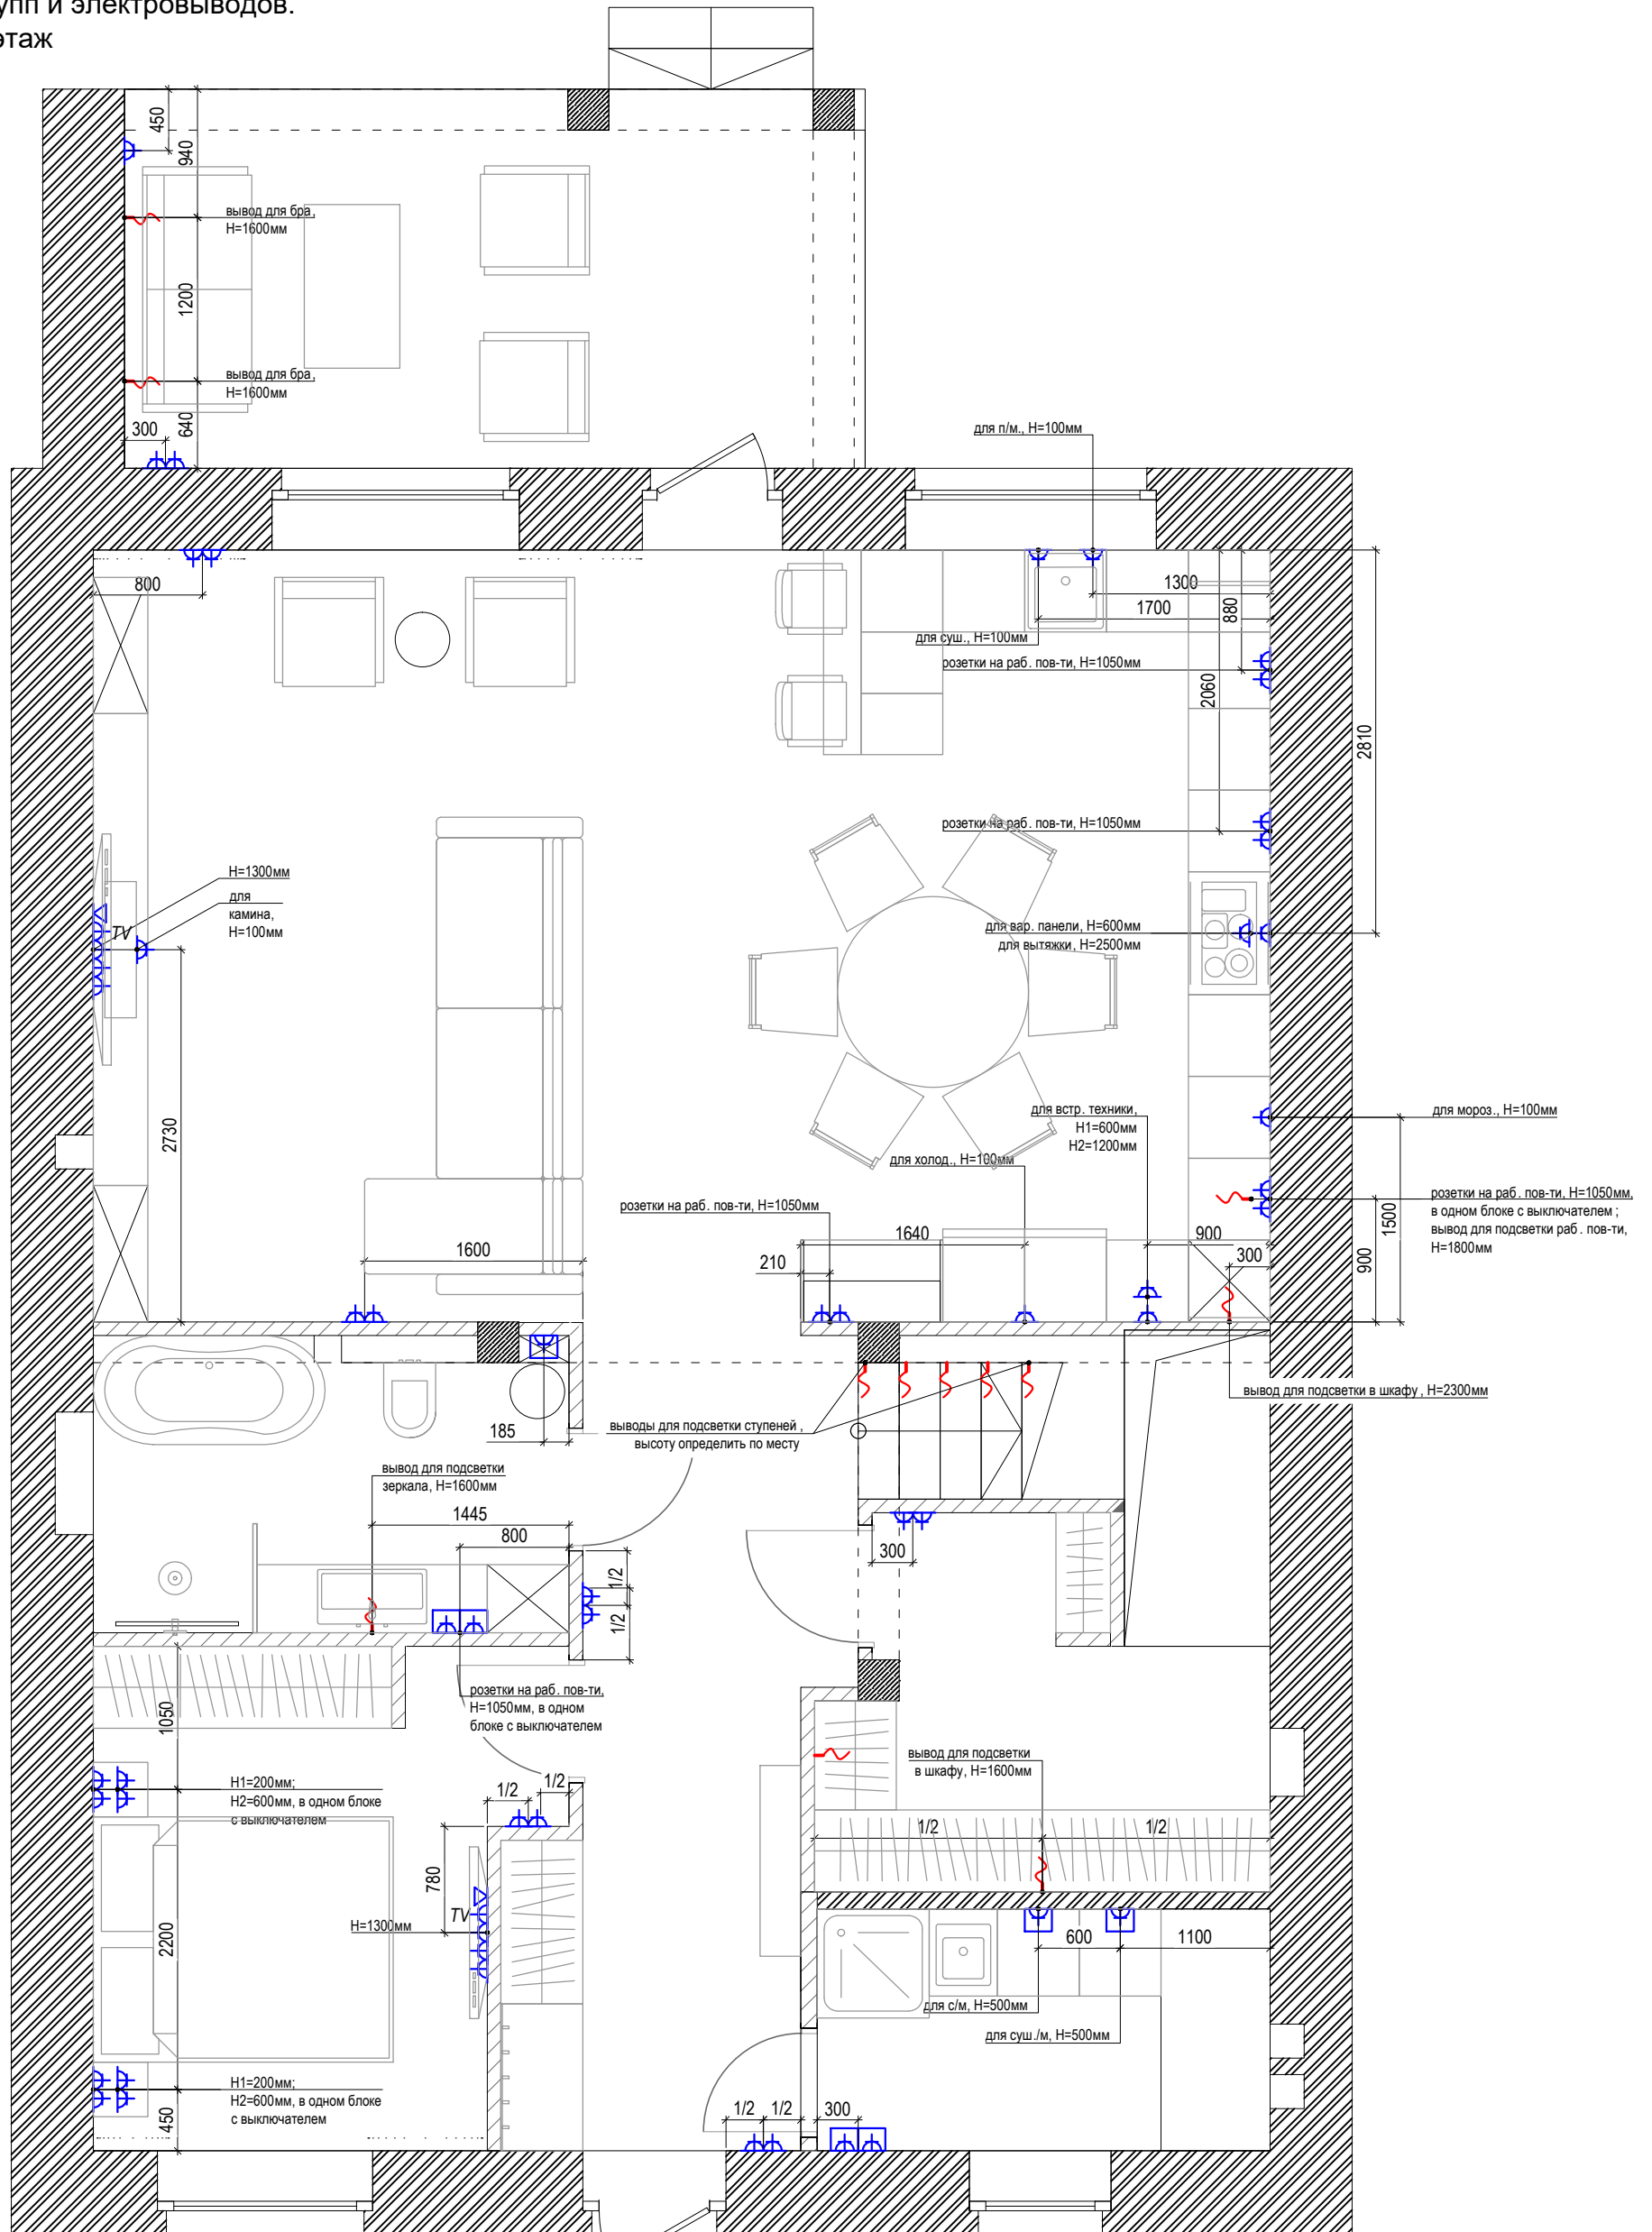 упп и электровыводов.
этаж
450
940
вывод для бра,
H=1600мм
1200
вывод для бра,
H=1600мм
640
300
для п/м., H=100мм
800
1300
1700
880
для суш., H=100мм
розетки на раб. пов-ти, H=1050мм
2060
2810
розетки на раб. пов-ти, H=1050мм
H=1300мм
для
камина,
H=100мм
TV
для вар. панели, H=600мм
для вытяжки, H=2500мм
2730
для встр. техники,
H1=600мм
H2=1200мм
для мороз., H=100мм
для холод., H=100мм
розетки на раб. пов-ти, H=1050мм
розетки на раб. пов-ти, H=1050мм,
в одном блоке с выключателем ;
вывод для подсветки раб. пов-ти,
H=1800мм
1500
900
1600
1640
900
210
300
вывод для подсветки в шкафу, H=2300мм
185
выводы для подсветки ступеней ,
высоту определить по месту
вывод для подсветки
зеркала, H=1600мм
1445
800
300
1/2
1/2
розетки на раб. пов-ти,
H=1050мм, в одном
блоке с выключателем
1050
вывод для подсветки
в шкафу, H=1600мм
H1=200мм;
H2=600мм, в одном блоке
с выключателем
1/2
1/2
1/2
1/2
780
2200
TV
H=1300мм
600
1100
для с/м, H=500мм
для суш./м, H=500мм
H1=200мм;
H2=600мм, в одном блоке
с выключателем
450
1/2
1/2
300